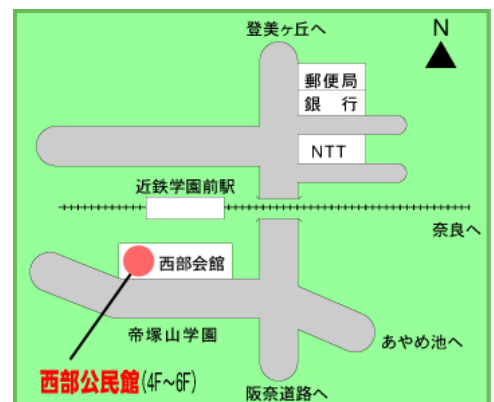 登美ヶ丘へ
N
郵便局
銀　行
NTT
近鉄学園前駅
奈良へ
西部会館
帝塚山学園
あやめ池へ
西部公民館(4F～6F)
阪奈道路へ